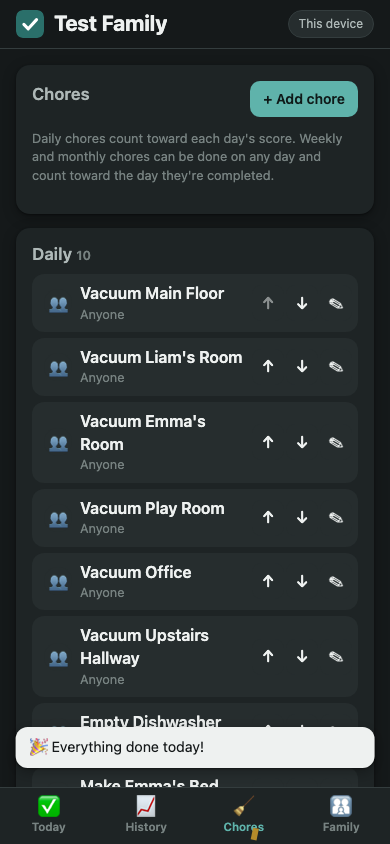 Test Family
This device
Chores
+ Add chore
Daily chores count toward each day's score. Weekly
and monthly chores can be done on any day and
count toward the day they're completed.
Daily 10
Vacuum Main Floor
Anyone
Vacuum Liam's Room
Anyone
Vacuum Emma's
Room
Anyone
Vacuum Play Room
Anyone
Vacuum Office
Anyone
Vacuum Upstairs
Hallway
Anyone
Empty Dishwasher
Everything done today!
Make Emma's Bed
Today
History
Chores
Family